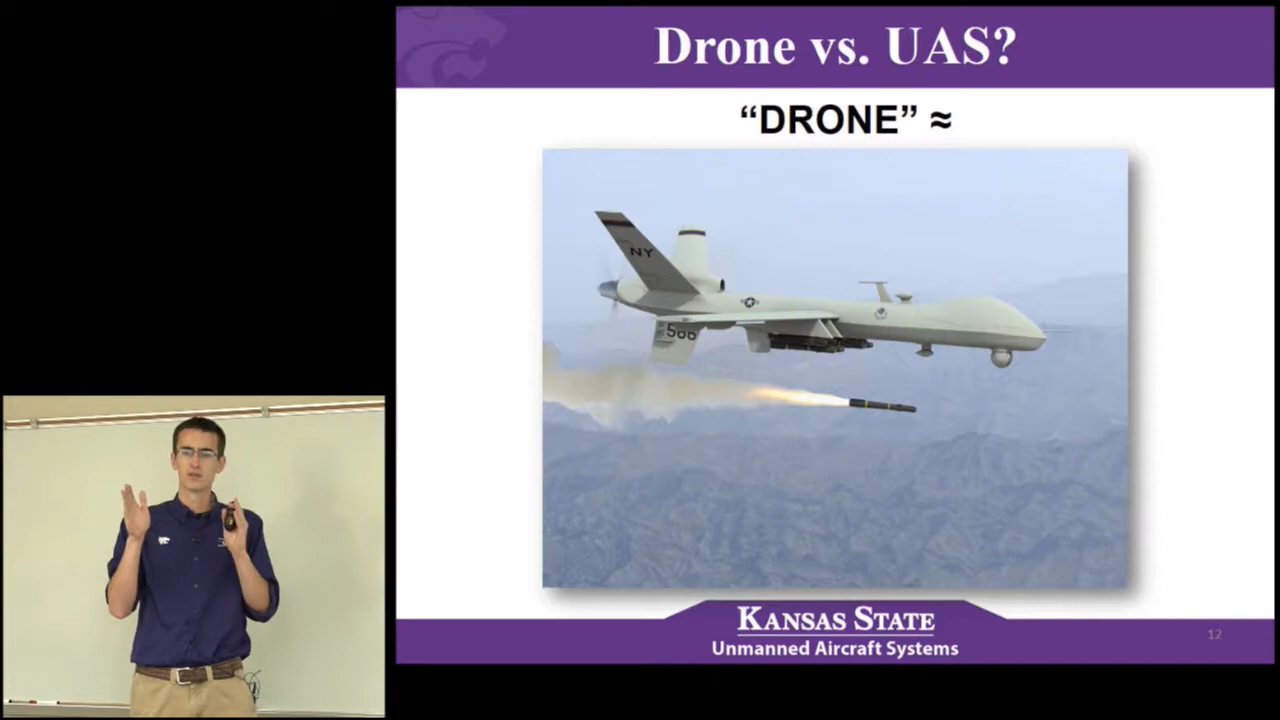 Drone vs. UAS?
“DRONE” ≈
NY
KANSAS STATE
Unmanned Aircraft Systems
12